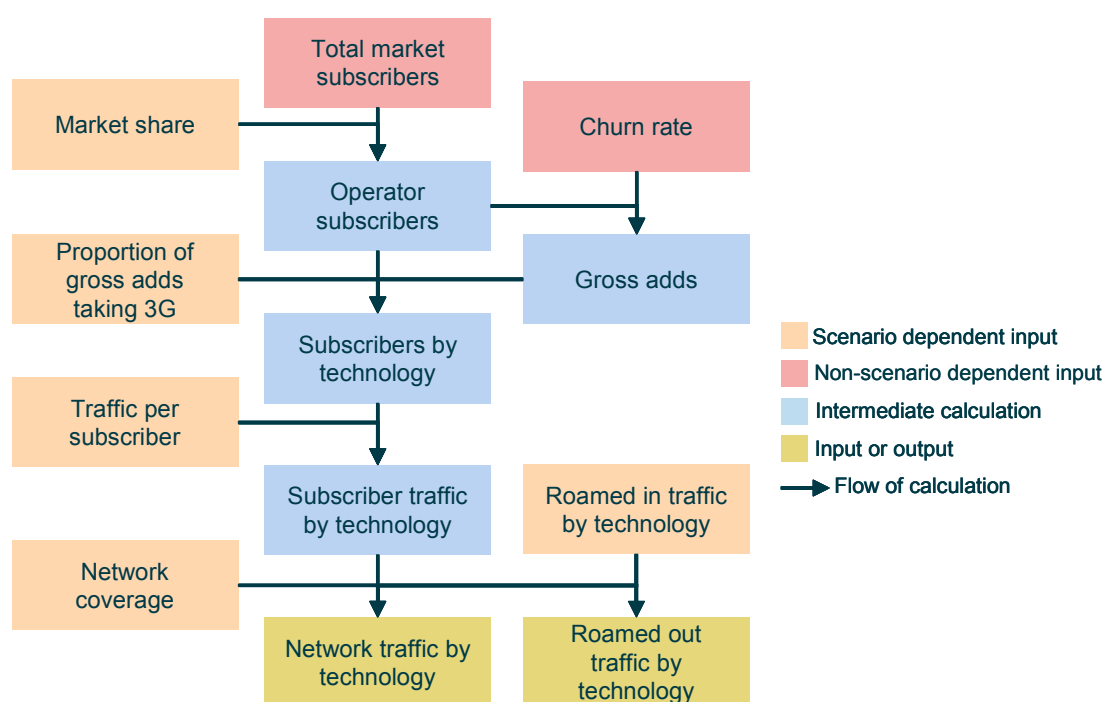 Total market
subscribers
Market share
Churn rate
Operator
subscribers
Proportion of
gross adds
taking 3G
Gross adds
Subscribers by
technology
Scenario dependent input
Non-scenario dependent input
Intermediate calculation
Input or output
Flow of calculation
Traffic per
subscriber
Subscriber traffic
by technology
Roamed in traffic
by technology
Network
coverage
Network traffic by
technology
Roamed out
traffic by
technology